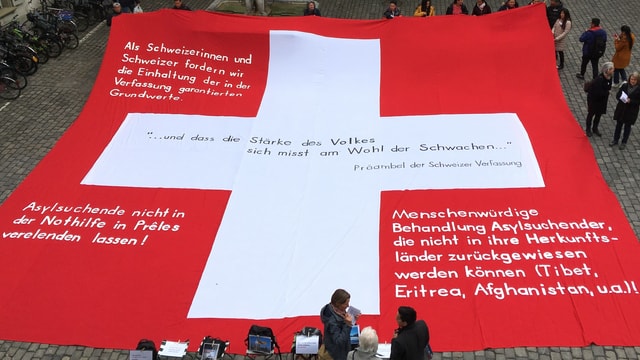 Als Schweizerinnen und
Schweizer fordern wir
die Einhaltung der in der
Verfassung garantierten
Grundwerte.
"...und dass die Stärke des Volkes
sich misst am Wohl der Schwachen..."
Präambel der Schweizer Verfassung
Asylsuchende nicht in
der Nothilfe in Prêles
verelenden lassen!
Menschenwürdige
Behandlung Asylsuchender,
die nicht in ihre Herkunfts-
länder zurückgewiesen
werden können (Tibet,
Eritrea, Afghanistan, u.a.)!